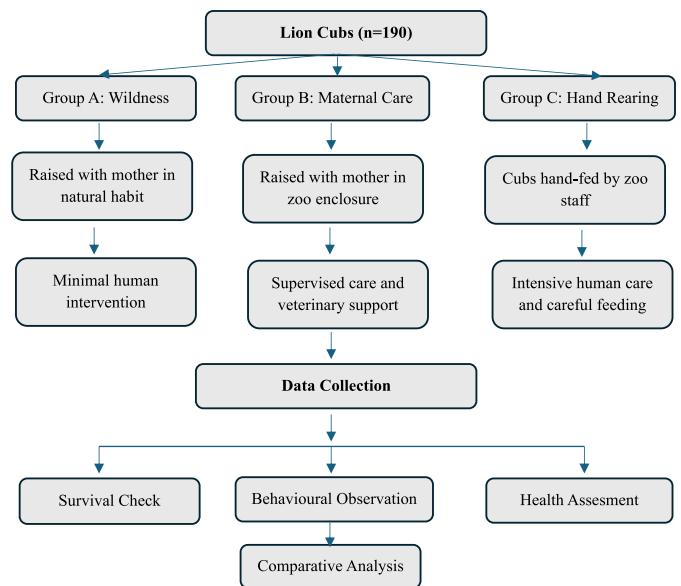 Lion Cubs (n=190)
Group A: Wildness
Group B: Maternal Care
Group C: Hand Rearing
Raised with mother in
natural habit
Raised with mother in
zoo enclosure
Cubs hand-fed by zoo
staff
Minimal human
intervention
Supervised care and
veterinary support
Intensive human care
and careful feeding
Data Collection
Survival Check
Behavioural Observation
Health Assesment
Comparative Analysis